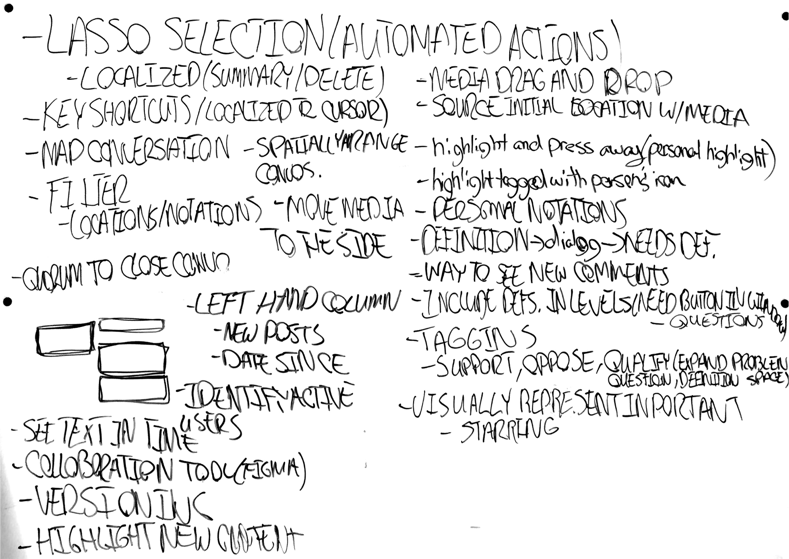 - LASSO SELECTION (AUTOMATED ACTIONS)
- LOCALIZED (SUMMARY/DELETE)
- KEY SHORTCUTS/LOCALIZED TO CURSOR)
- MAP CONVERSATION
- SPATIALLY ARRANGE
CONVOS.
- FILTER
- LOCATIONS/NOTATIONS
- MOVE MEDIA
TO THE SIDE
- QUORUM TO CLOSE CONVO?
- LEFT HAND COLUMN
- NEW POSTS
- DATE SINCE
- IDENTIFY ACTIVE
USERS
- SEE TEXT IN TIME
- COLLOBORATION TOOL (FIGMA)
- VERSIONING
- HIGHLIGHT NEW CONTENT
- MEDIA DRAG AND DROP
- SOURCE INITIAL LOCATION W/ MEDIA
- highlight and press away/personal highlight)
- highlight tagged with person's icon
- PERSONAL NOTATIONS
- DEFINITION → dialog → NEEDS DEF.
- WAY TO SEE NEW COMMENTS
- INCLUDE DEFS. IN LEVELS/NEED BUTTON IN WINDOW)
- QUESTIONS
- TAGGING
- SUPPORT, OPPOSE, QUALIFY (EXPAND PROBLEM
QUESTION, DEFINITION SPACE)
- VISUALLY REPRESENT IMPORTANT
- STARRING